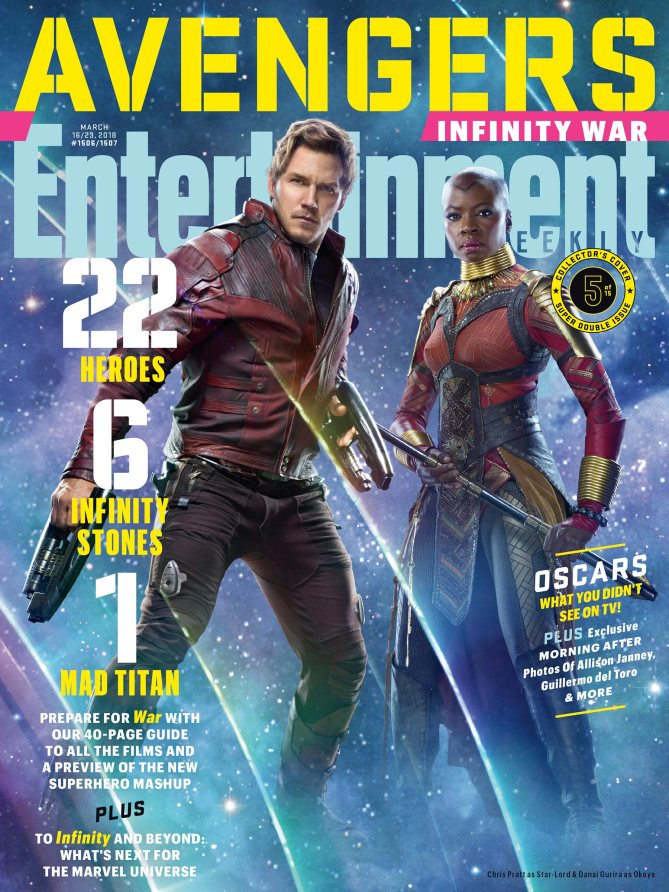 AVENGERS
INFINITY WAR
MARCH
16/23, 2018
#1506/1507
Entertainment
WEEKLY
COLLECTOR'S COVER
5 of 15
SUPER DOUBLE ISSUE
22
HEROES
6
INFINITY
STONES
1
MAD TITAN
PREPARE FOR War WITH
OUR 40-PAGE GUIDE
TO ALL THE FILMS AND
A PREVIEW OF THE NEW
SUPERHERO MASHUP
PLUS
TO Infinity AND BEYOND:
WHAT'S NEXT FOR
THE MARVEL UNIVERSE
OSCARS
WHAT YOU DIDN'T
SEE ON TV!
PLUS Exclusive
MORNING AFTER
Photos Of Allison Janney,
Guillermo del Toro
& MORE
Chris Pratt as Star-Lord & Danai Gurira as Okoye